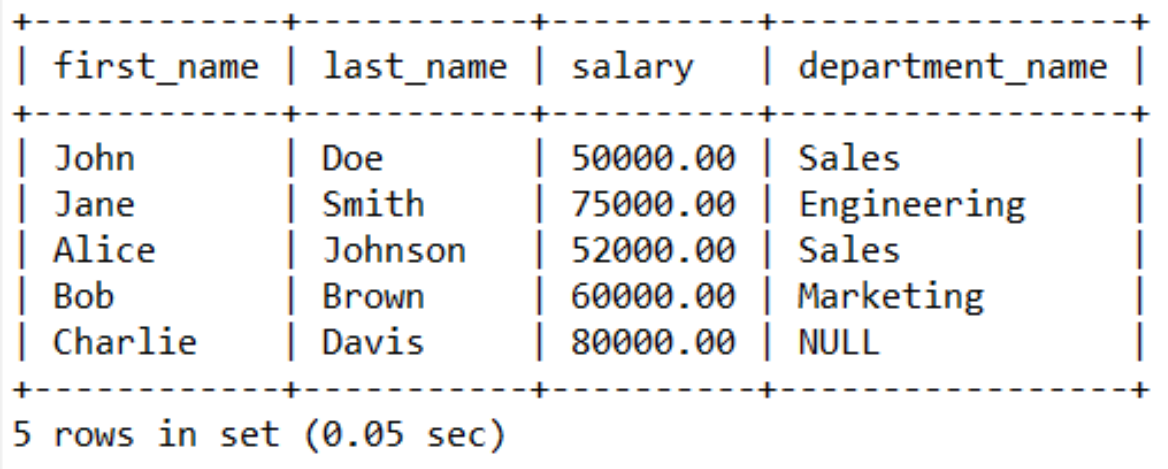 +------------+-----------+----------+-----------------+
| first_name | last_name | salary   | department_name |
+------------+-----------+----------+-----------------+
| John       | Doe       | 50000.00 | Sales           |
| Jane       | Smith     | 75000.00 | Engineering     |
| Alice      | Johnson   | 52000.00 | Sales           |
| Bob        | Brown     | 60000.00 | Marketing       |
| Charlie    | Davis     | 80000.00 | NULL            |
+------------+-----------+----------+-----------------+
5 rows in set (0.05 sec)